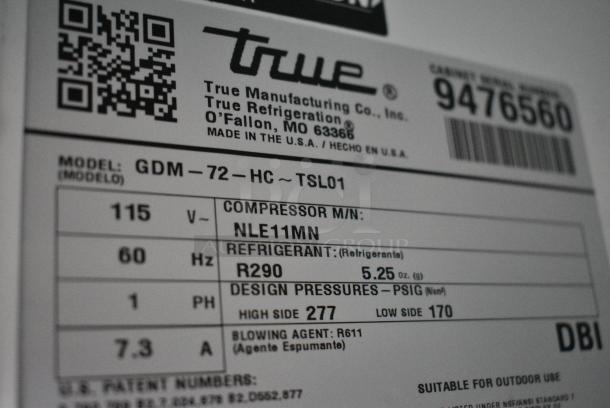 true®
True Manufacturing Co., Inc.
True Refrigeration®
O'Fallon, MO 63366
MADE IN THE U.S.A. / HECHO EN U.S.A.
CABINET SERIAL NUMBER:
9476560
MODEL: GDM-72-HC~TSL01
(MODELO)
115 V~
60 Hz
1 PH
7.3 A
COMPRESSOR M/N:
NLE11MN
REFRIGERANT: (Refrigerante)
R290 5.25 oz. (g)
DESIGN PRESSURES-PSIG
HIGH SIDE 277 LOW SIDE 170
BLOWING AGENT: R611
(Agente Espumante)
DBI
U.S. PATENT NUMBERS:
SUITABLE FOR OUTDOOR USE